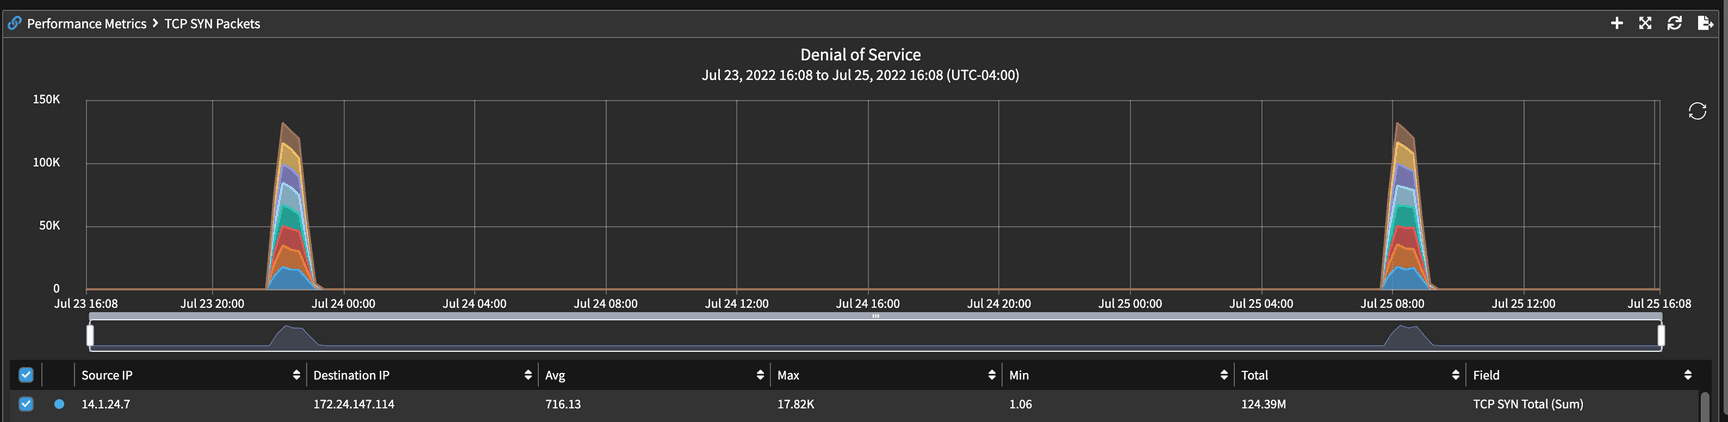 Performance Metrics > TCP SYN Packets
Denial of Service
Jul 23, 2022 16:08 to Jul 25, 2022 16:08 (UTC-04:00)
150K
100K
50K
0
Jul 23 16:08 Jul 23 20:00 Jul 24 00:00 Jul 24 04:00 Jul 24 08:00 Jul 24 12:00 Jul 24 16:00 Jul 24 20:00 Jul 25 00:00 Jul 25 04:00 Jul 25 08:00 Jul 25 12:00 Jul 25 16:08
Source IP Destination IP Avg Max Min Total Field
14.1.24.7 172.24.147.114 716.13 17.82K 1.06 124.39M TCP SYN Total (Sum)